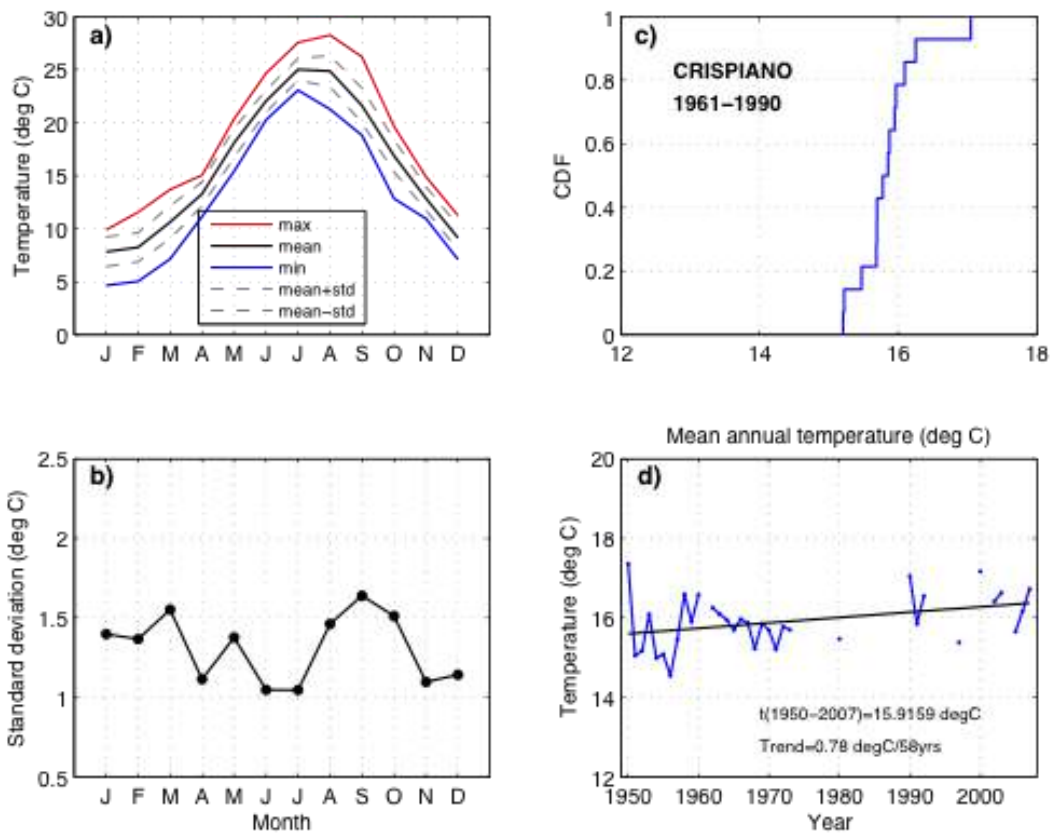 a)
Temperature (deg C)
30
25
20
15
10
5
0
max
mean
min
mean+std
mean−std
J F M A M J J A S O N D
c)
CRISPIANO
1961−1990
CDF
1
0.8
0.6
0.4
0.2
0
12 14 16 18
b)
Standard deviation (deg C)
2.5
2
1.5
1
0.5
J F M A M J J A S O N D
Month
Mean annual temperature (deg C)
d)
Temperature (deg C)
20
18
16
14
12
t(1950−2007)=15.9159 degC
Trend=0.78 degC/58yrs
1950 1960 1970 1980 1990 2000
Year